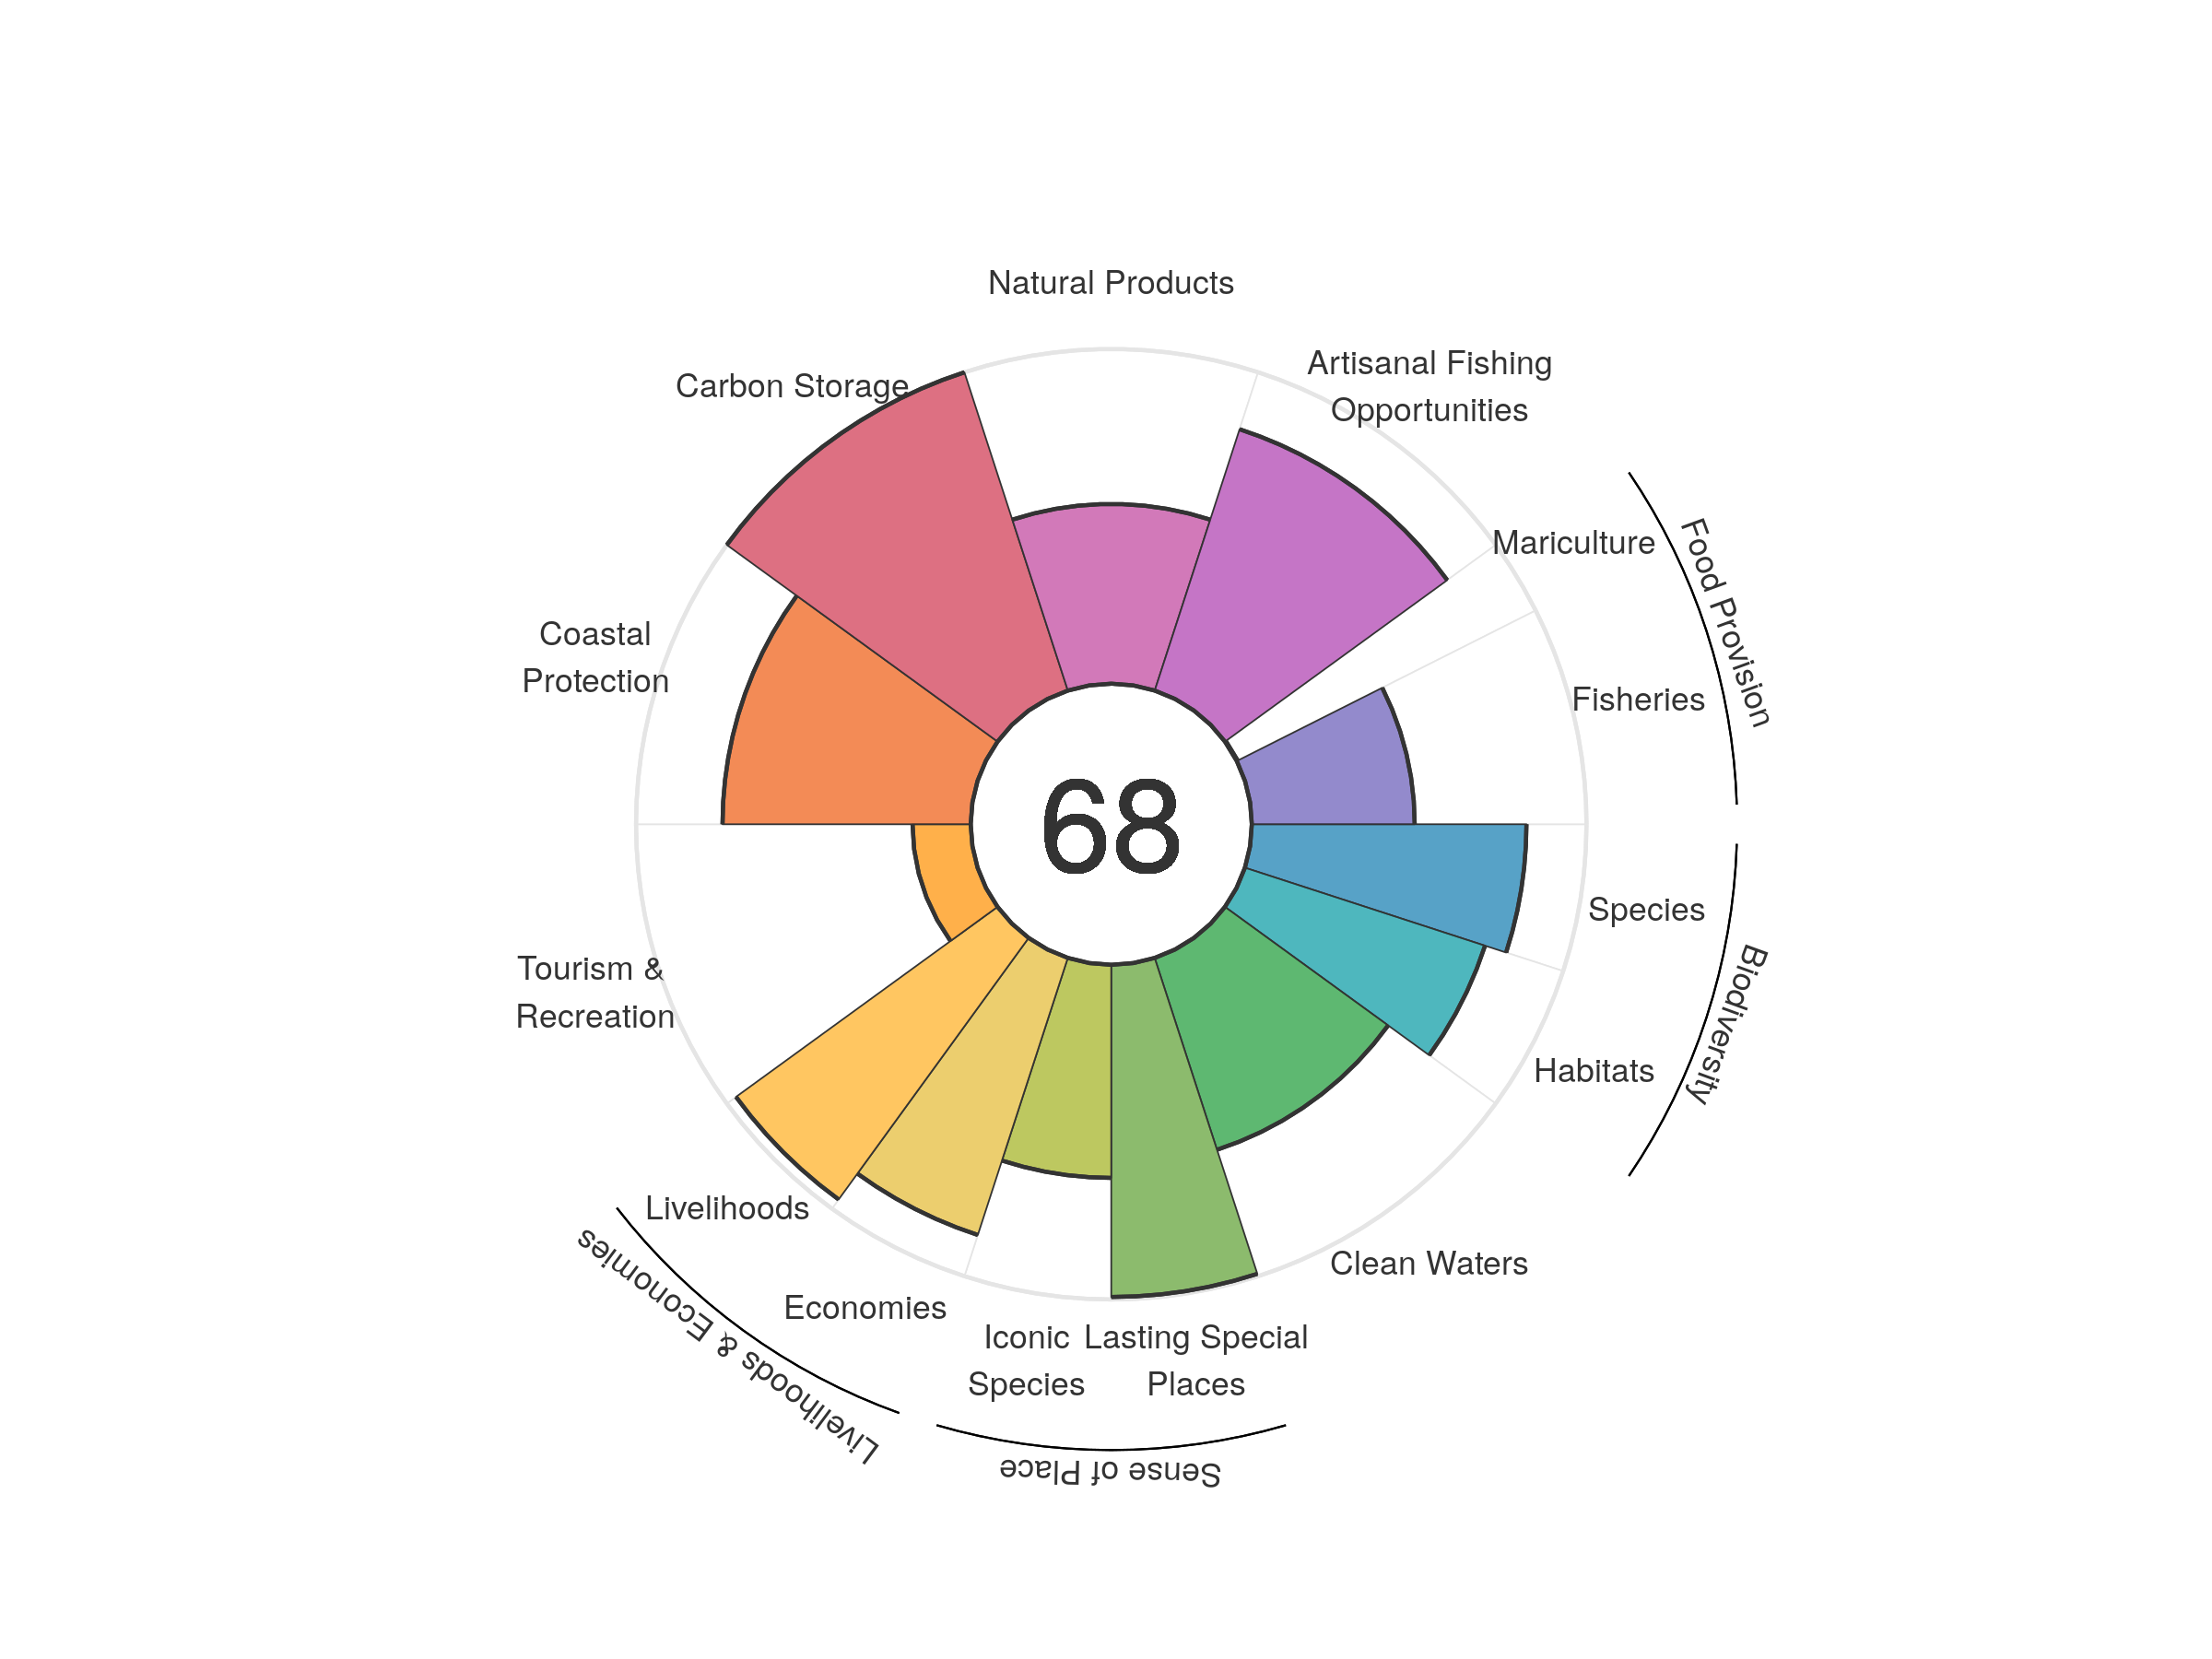 Natural Products
Artisanal Fishing
Opportunities
Carbon Storage
Mariculture
Food Provision
Coastal
Protection
Fisheries
68
Species
Biodiversity
Tourism &
Recreation
Habitats
Livelihoods
Livelihoods & Economies
Clean Waters
Economies
Iconic
Species
Lasting Special
Places
Sense of Place